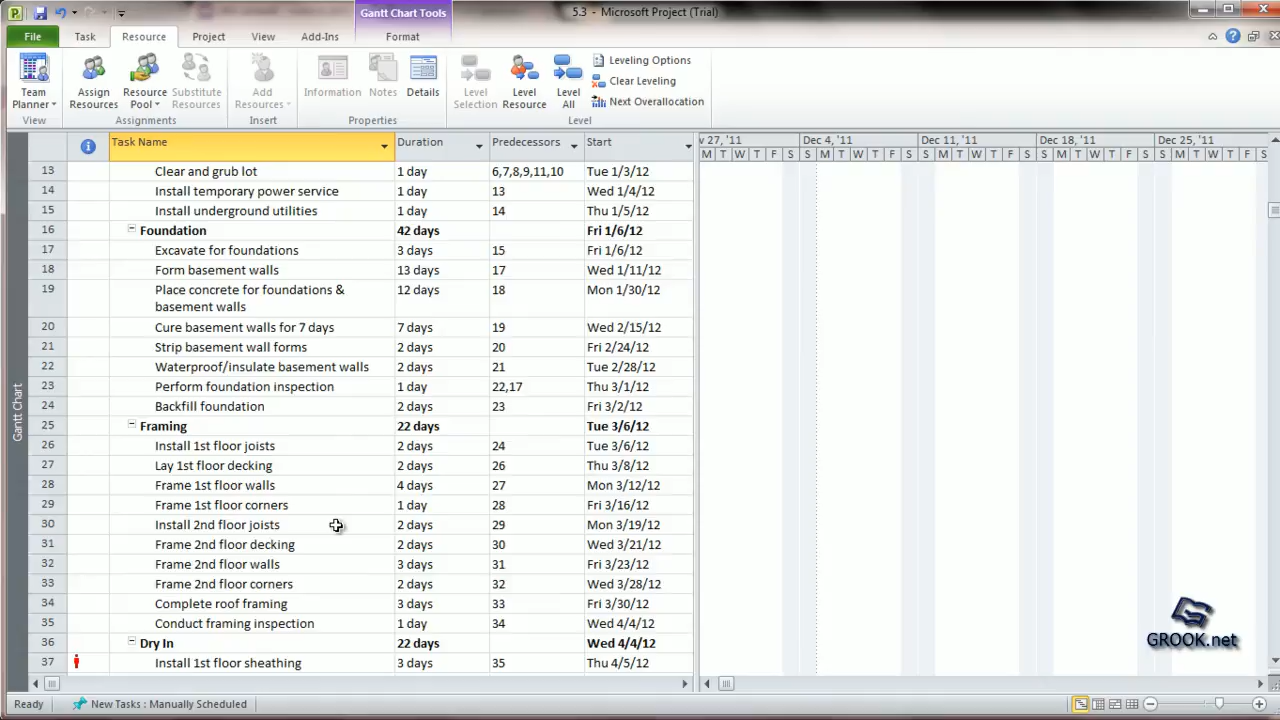 Gantt Chart Tools
5.3 - Microsoft Project (Trial)
File Task Resource Project View Add-Ins Format
Team Planner
Assign Resources
Resource Pool
Substitute Resources
Add Resources
Information
Notes
Details
Level Selection
Level Resource
Level All
Leveling Options
Clear Leveling
Next Overallocation
View Assignments Insert Properties Level
Task Name Duration Predecessors Start
v 27, '11 Dec 4, '11 Dec 11, '11 Dec 18, '11 Dec 25, '11
M T W T F S S M T W T F S S M T W T F S S M T W T F S S M T W T F S
13 Clear and grub lot 1 day 6,7,8,9,11,10 Tue 1/3/12
14 Install temporary power service 1 day 13 Wed 1/4/12
15 Install underground utilities 1 day 14 Thu 1/5/12
16 Foundation 42 days Fri 1/6/12
17 Excavate for foundations 3 days 15 Fri 1/6/12
18 Form basement walls 13 days 17 Wed 1/11/12
19 Place concrete for foundations & 12 days 18 Mon 1/30/12
basement walls
20 Cure basement walls for 7 days 7 days 19 Wed 2/15/12
21 Strip basement wall forms 2 days 20 Fri 2/24/12
22 Waterproof/insulate basement walls 2 days 21 Tue 2/28/12
23 Perform foundation inspection 1 day 22,17 Thu 3/1/12
24 Backfill foundation 2 days 23 Fri 3/2/12
25 Framing 22 days Tue 3/6/12
26 Install 1st floor joists 2 days 24 Tue 3/6/12
27 Lay 1st floor decking 2 days 26 Thu 3/8/12
28 Frame 1st floor walls 4 days 27 Mon 3/12/12
29 Frame 1st floor corners 1 day 28 Fri 3/16/12
30 Install 2nd floor joists 2 days 29 Mon 3/19/12
31 Frame 2nd floor decking 2 days 30 Wed 3/21/12
32 Frame 2nd floor walls 3 days 31 Fri 3/23/12
33 Frame 2nd floor corners 2 days 32 Wed 3/28/12
34 Complete roof framing 3 days 33 Fri 3/30/12
35 Conduct framing inspection 1 day 34 Wed 4/4/12
36 Dry In 22 days Wed 4/4/12
37 Install 1st floor sheathing 3 days 35 Thu 4/5/12
Gantt Chart
GROOK.net
Ready New Tasks : Manually Scheduled